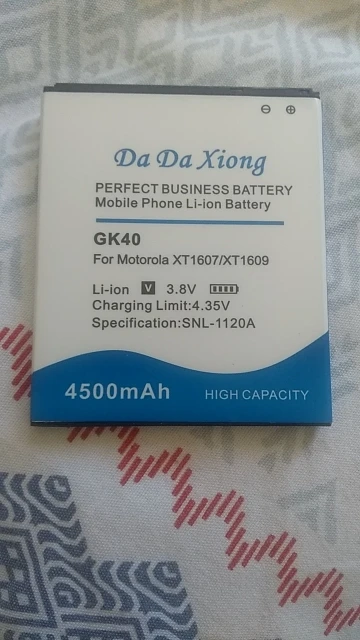 ⊖ ⊕
Da Da Xiong
PERFECT BUSINESS BATTERY
Mobile Phone Li-ion Battery
GK40
For Motorola XT1607/XT1609
Li-ion V 3.8V
Charging Limit:4.35V
Specification:SNL-1120A
4500mAh HIGH CAPACITY